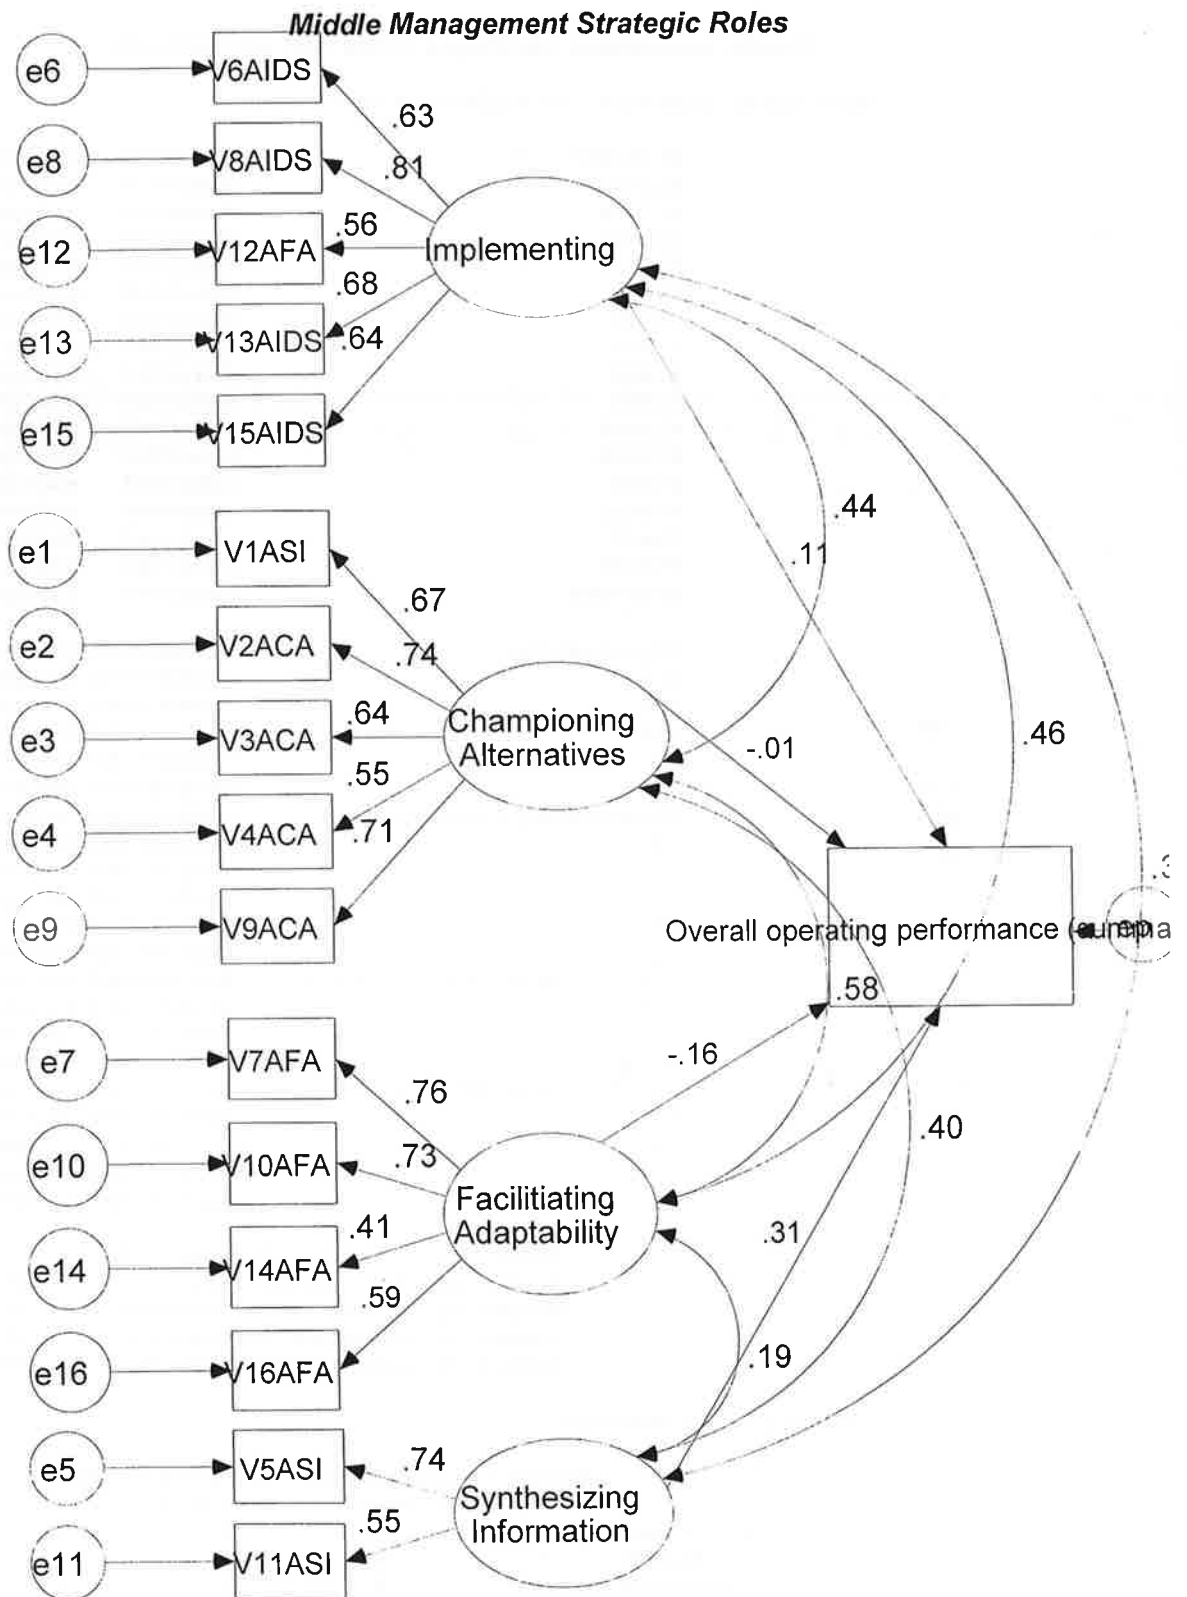 Middle Management Strategic Roles
e6
V6AIDS
.63
e8
V8AIDS
.81
e12
V12AFA
.56
Implementing
.68
e13
V13AIDS
.64
e15
V15AIDS
.44
e1
V1ASI
.11
.67
e2
V2ACA
.74
e3
V3ACA
.64
Championing
Alternatives
-.01
.46
.55
e4
V4ACA
.71
e9
V9ACA
Overall operating performance
.58
e7
V7AFA
-.16
.76
.40
e10
V10AFA
.73
Facilitiating
Adaptability
.41
.31
e14
V14AFA
.59
.19
e16
V16AFA
e5
V5ASI
.74
Synthesizing
Information
.55
e11
V11ASI